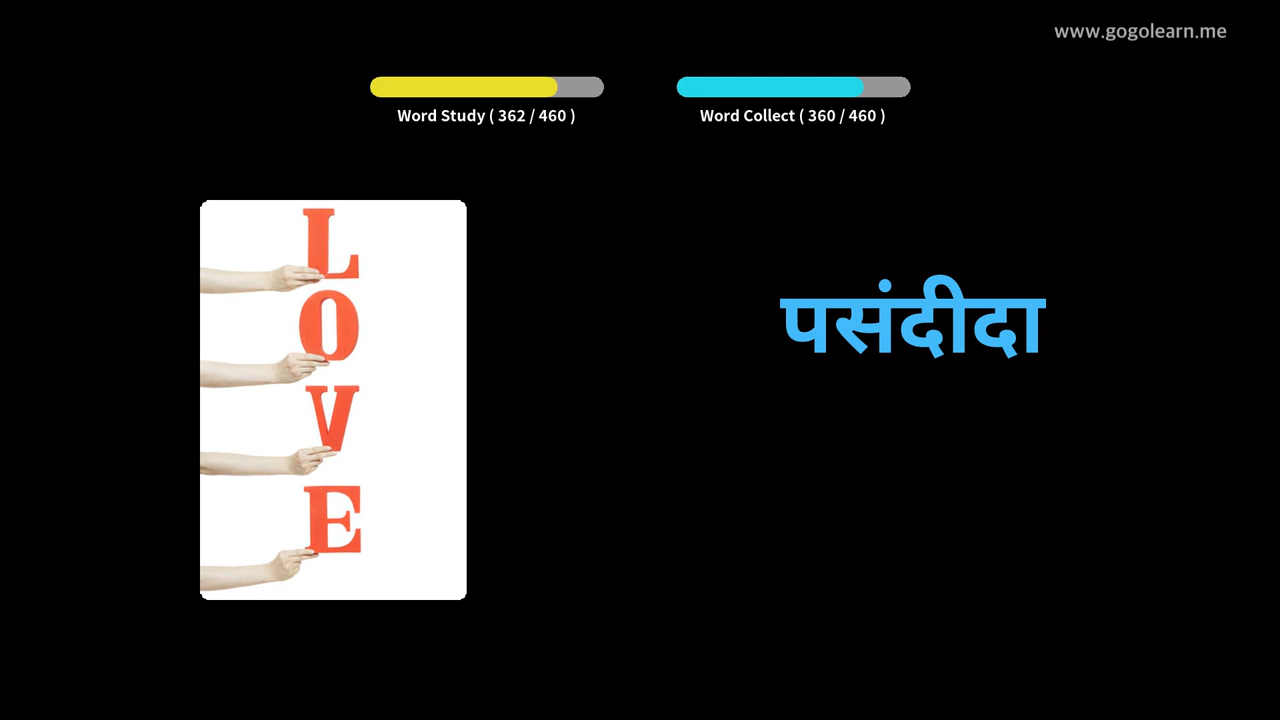 www.gogolearn.me
Word Study ( 362 / 460 )
Word Collect ( 360 / 460 )
L
O
V
E
पसंदीदा